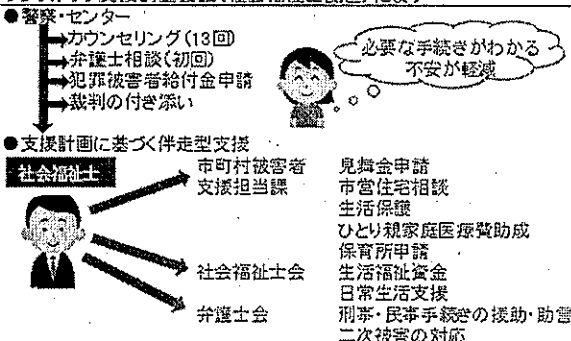 ●警察・センター
カウンセリング(13回)
弁護士相談(初回)
犯罪被害者給付金申請
裁判の付き添い
必要な手続きがわかる
不安が軽減
●支援計画に基づく伴走型支援
社会福祉士
市町村被害者
支援担当課
見舞金申請
市営住宅相談
生活保護
ひとり親家庭医療費助成
保育所申請
社会福祉士会
生活福祉資金
日常生活支援
弁護士会
刑事・民事手続きの援助・助言
二次被害の対応